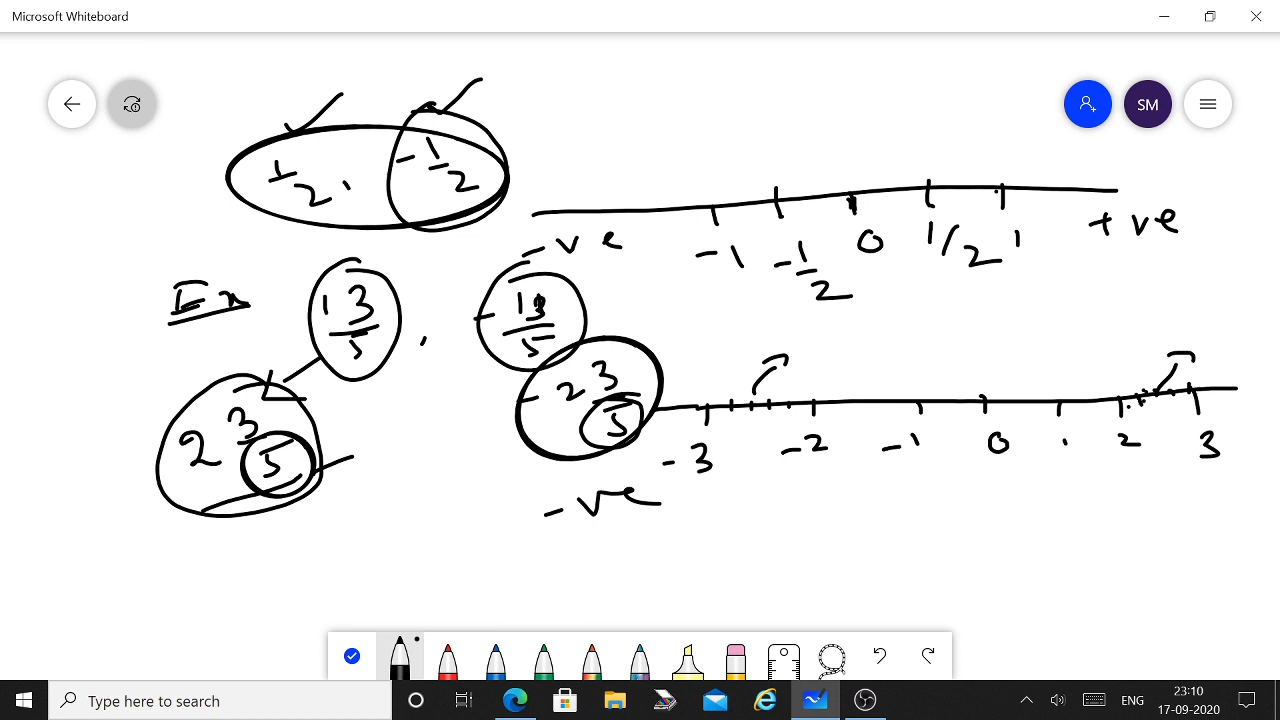 Microsoft Whiteboard
SM
1/2, -1/2
-ve -1 -1/2 0 1/2 1 +ve
Ex 13/5, -13/5
2 3/5
-2 3/5
-3 -2 -1 0 2 3
-ve
Type here to search
ENG
23:10
17-09-2020